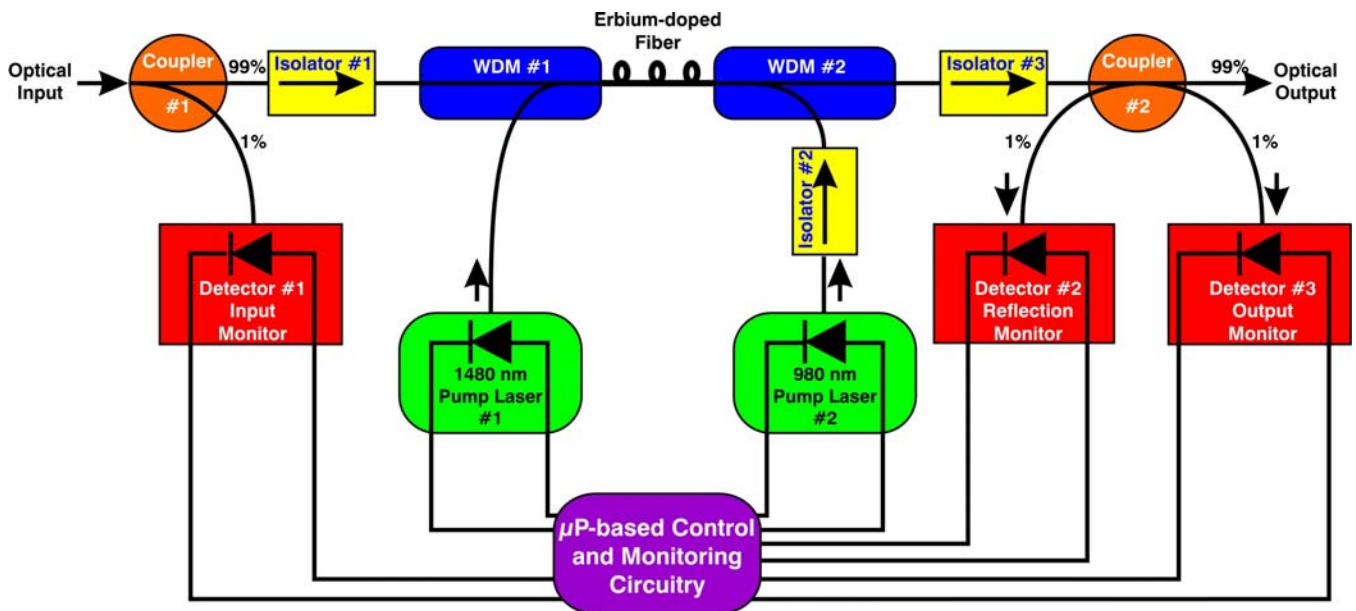 Optical
Input
Coupler
#1
99%
1%
Isolator #1
WDM #1
Erbium-doped
Fiber
WDM #2
Isolator #2
Isolator #3
Coupler
#2
99%
Optical
Output
1%
1%
Detector #1
Input
Monitor
1480 nm
Pump Laser
#1
980 nm
Pump Laser
#2
Detector #2
Reflection
Monitor
Detector #3
Output
Monitor
µP-based Control
and Monitoring
Circuitry